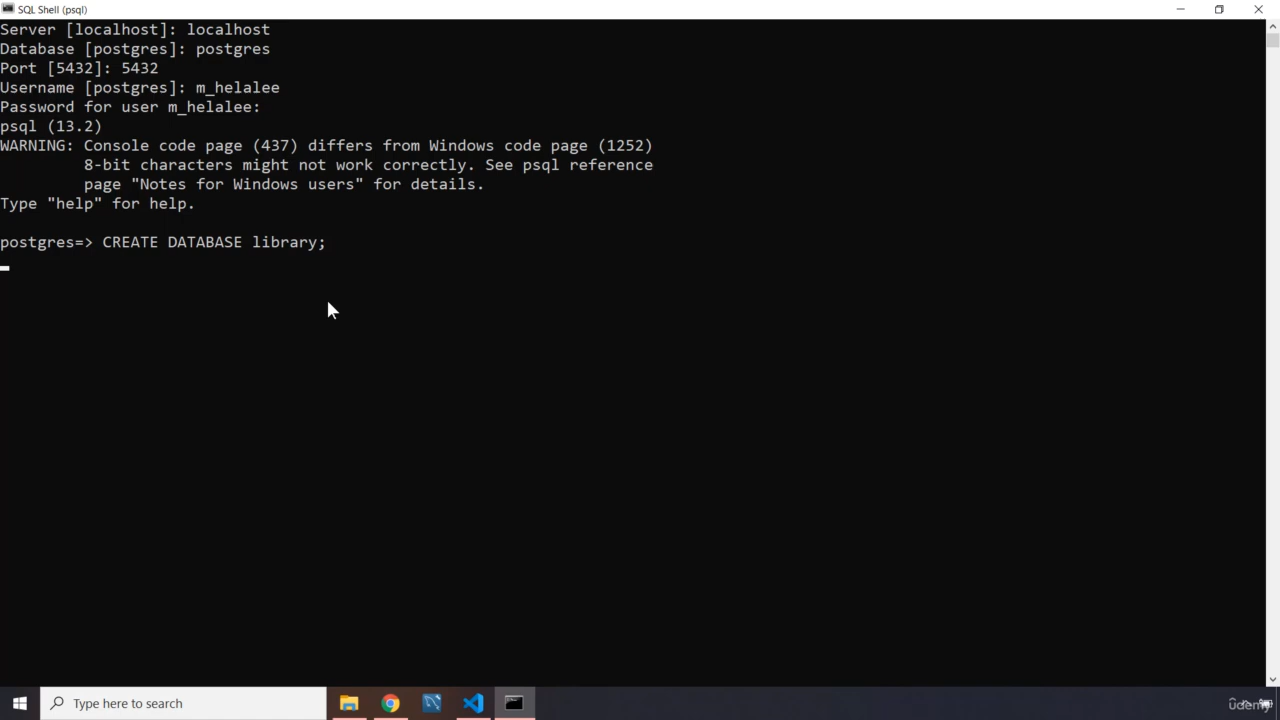 SQL Shell (psql)
Server [localhost]: localhost
Database [postgres]: postgres
Port [5432]: 5432
Username [postgres]: m_helalee
Password for user m_helalee:
psql (13.2)
WARNING: Console code page (437) differs from Windows code page (1252)
         8-bit characters might not work correctly. See psql reference
         page "Notes for Windows users" for details.
Type "help" for help.
postgres=> CREATE DATABASE library;
Type here to search
udemy